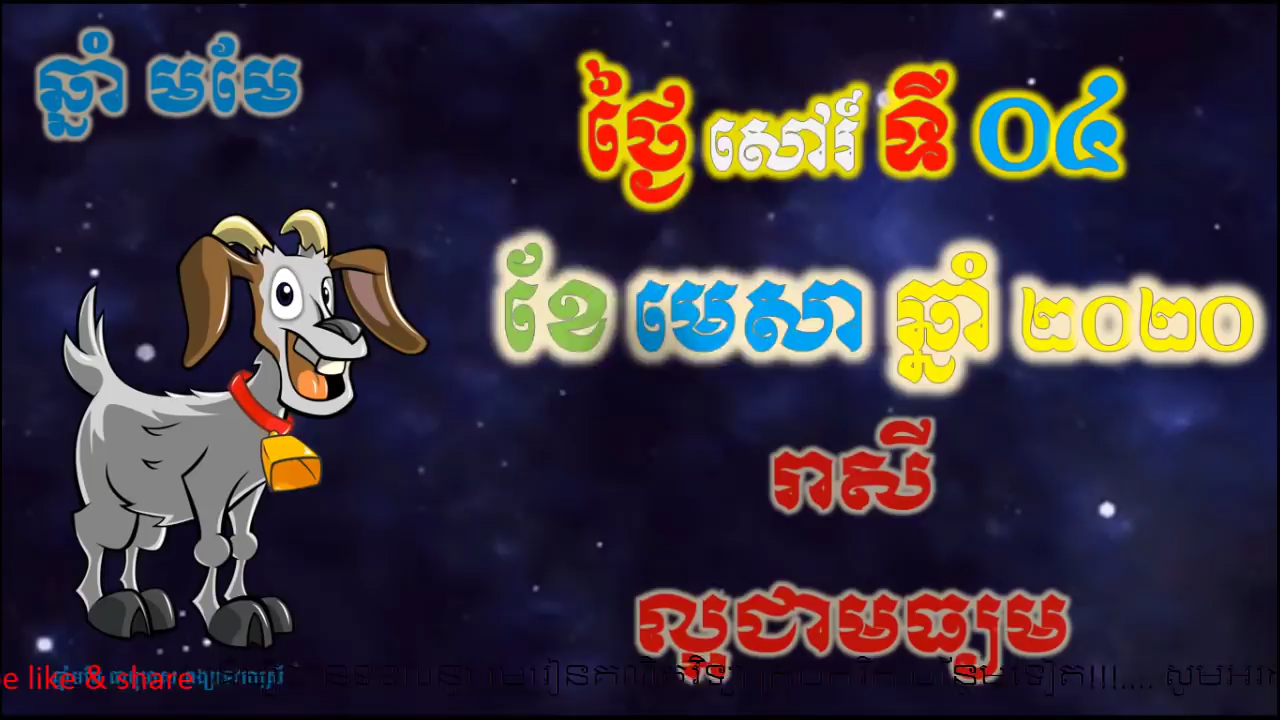 ឆ្នាំ មមែ
ថ្ងៃ សៅរ៍ ទី ០៤
ខែ មេសា ឆ្នាំ ២០២០
រាសី
ល្អជាមធ្យម
e like & share